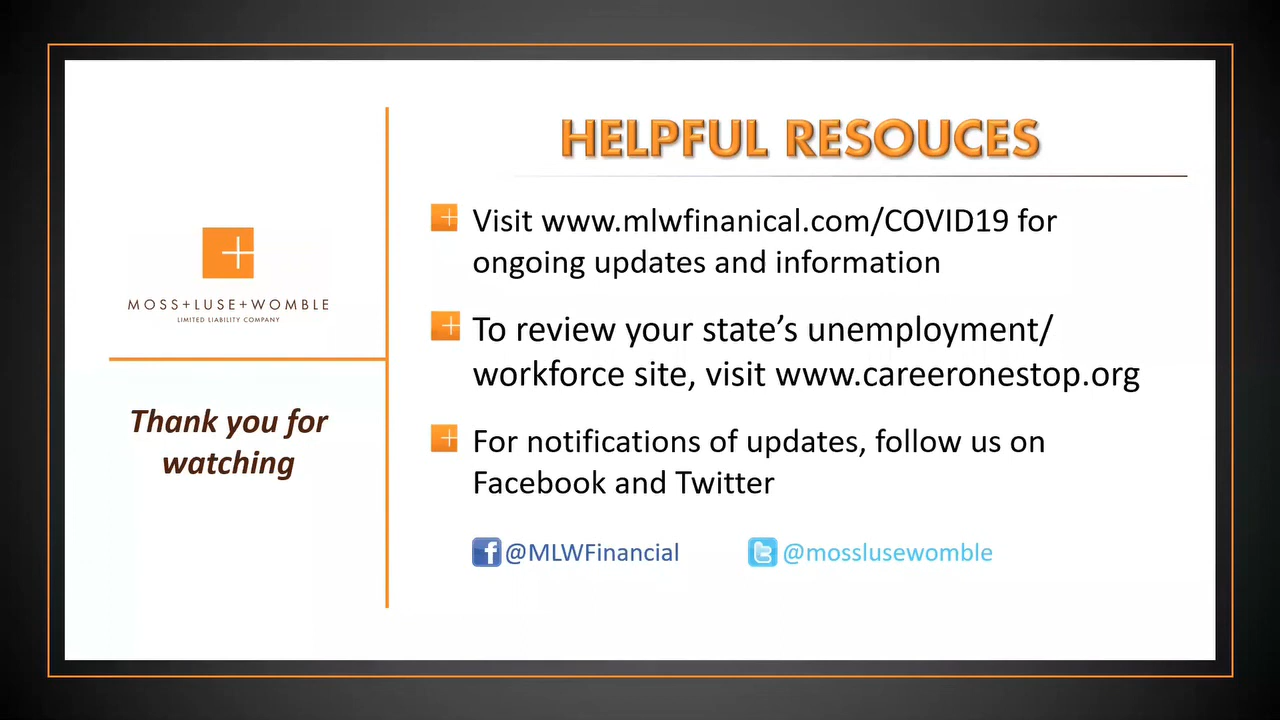 MOSS+LUSE+WOMBLE
LIMITED LIABILITY COMPANY
Thank you for
watching
HELPFUL RESOUCES
Visit www.mlwfinanical.com/COVID19 for
ongoing updates and information
To review your state’s unemployment/
workforce site, visit www.careeronestop.org
For notifications of updates, follow us on
Facebook and Twitter
@MLWFinancial
@mosslusewomble